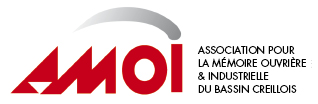 AMOI
ASSOCIATION POUR
LA MÉMOIRE OUVRIÈRE
& INDUSTRIELLE
DU BASSIN CREILLOIS